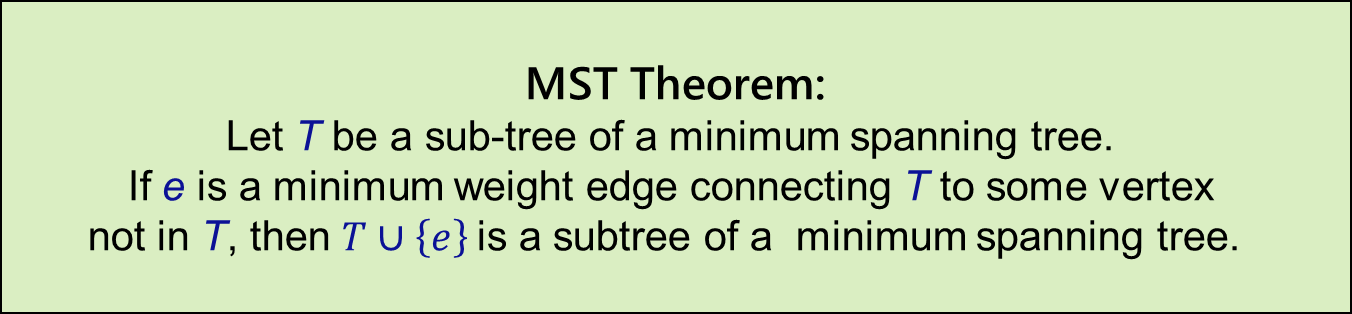 MST Theorem:
Let T be a sub-tree of a minimum spanning tree.
If e is a minimum weight edge connecting T to some vertex
not in T, then T ∪ {e} is a subtree of a minimum spanning tree.